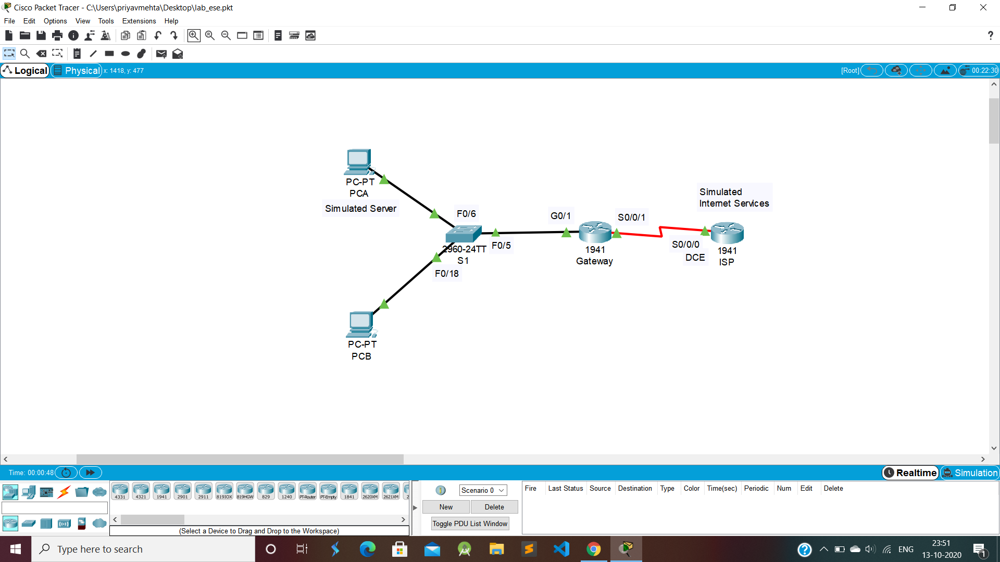 Cisco Packet Tracer - C:\Users\priyavmehta\Desktop\lab_ese.pkt
File Edit Options View Tools Extensions Help
?
Logical Physical x: 1418, y: 477 [Root] 00:22:30
PC-PT
PCA
Simulated Server
F0/6
2960-24TT
S1
F0/5
F0/18
PC-PT
PCB
G0/1
S0/0/1
1941
Gateway
Simulated
Internet Services
S0/0/0
DCE
1941
ISP
Time: 00:00:48 Realtime Simulation
4331 4321 1941 2901 2911 819IOX 819HGW 829 1240 PT-Router PT-Empty 1841 2620XM 2621XM 2
(Select a Device to Drag and Drop to the Workspace)
Scenario 0
New Delete
Toggle PDU List Window
Fire Last Status Source Destination Type Color Time(sec) Periodic Num Edit Delete
Type here to search
ENG
23:51
13-10-2020
1